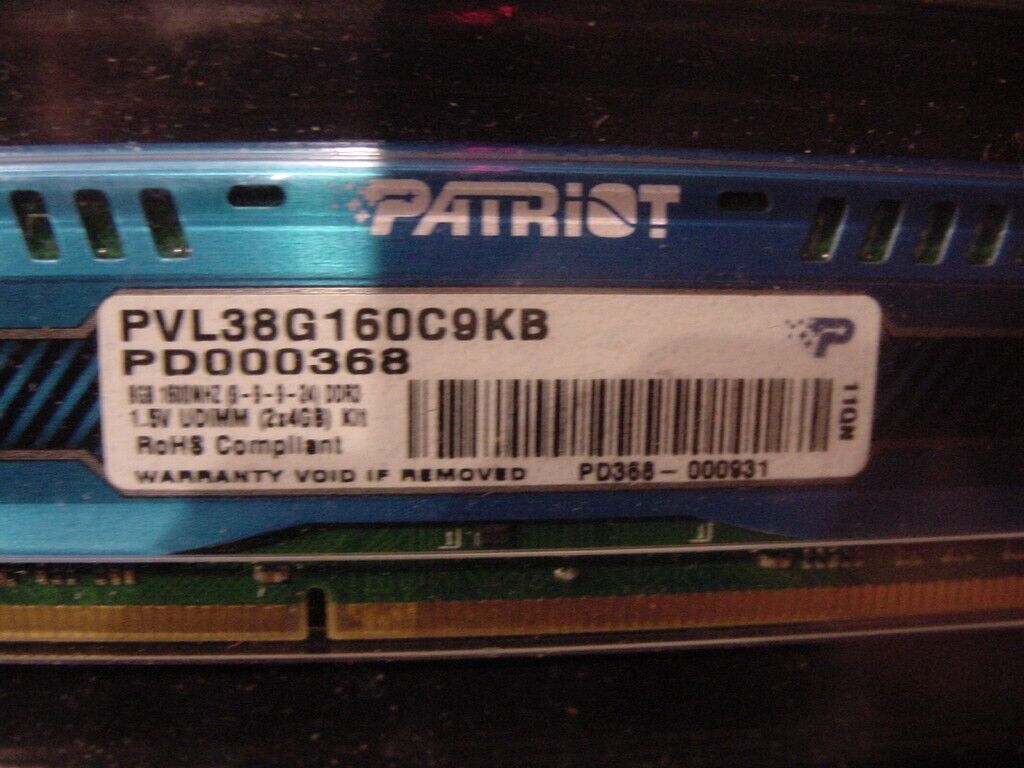 PATRiOT
PVL38G160C9KB
PD000368
8GB 1600MHZ (9-9-9-24) DDR3
1.5V UDIMM (2x4GB) Kit
RoHS Compliant
WARRANTY VOID IF REMOVED
PD368-000931
11QN
P